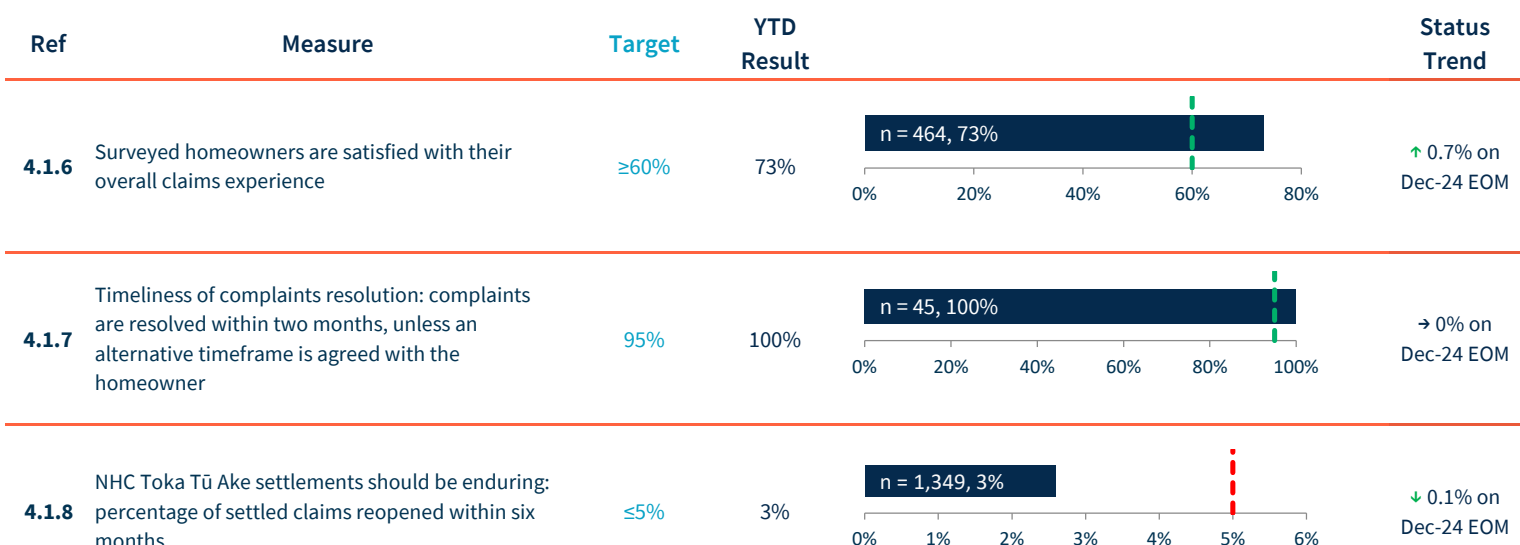 Ref Measure Target YTD Result Status Trend
4.1.6 Surveyed homeowners are satisfied with their
overall claims experience
≥60%
73%
n = 464, 73%
0% 20% 40% 60% 80%
↑ 0.7% on
Dec-24 EOM
4.1.7 Timeliness of complaints resolution: complaints
are resolved within two months, unless an
alternative timeframe is agreed with the
homeowner
95%
100%
n = 45, 100%
0% 20% 40% 60% 80% 100%
→ 0% on
Dec-24 EOM
4.1.8 NHC Toka Tū Ake settlements should be enduring:
percentage of settled claims reopened within six
months
≤5%
3%
n = 1,349, 3%
0% 1% 2% 3% 4% 5% 6%
↓ 0.1% on
Dec-24 EOM